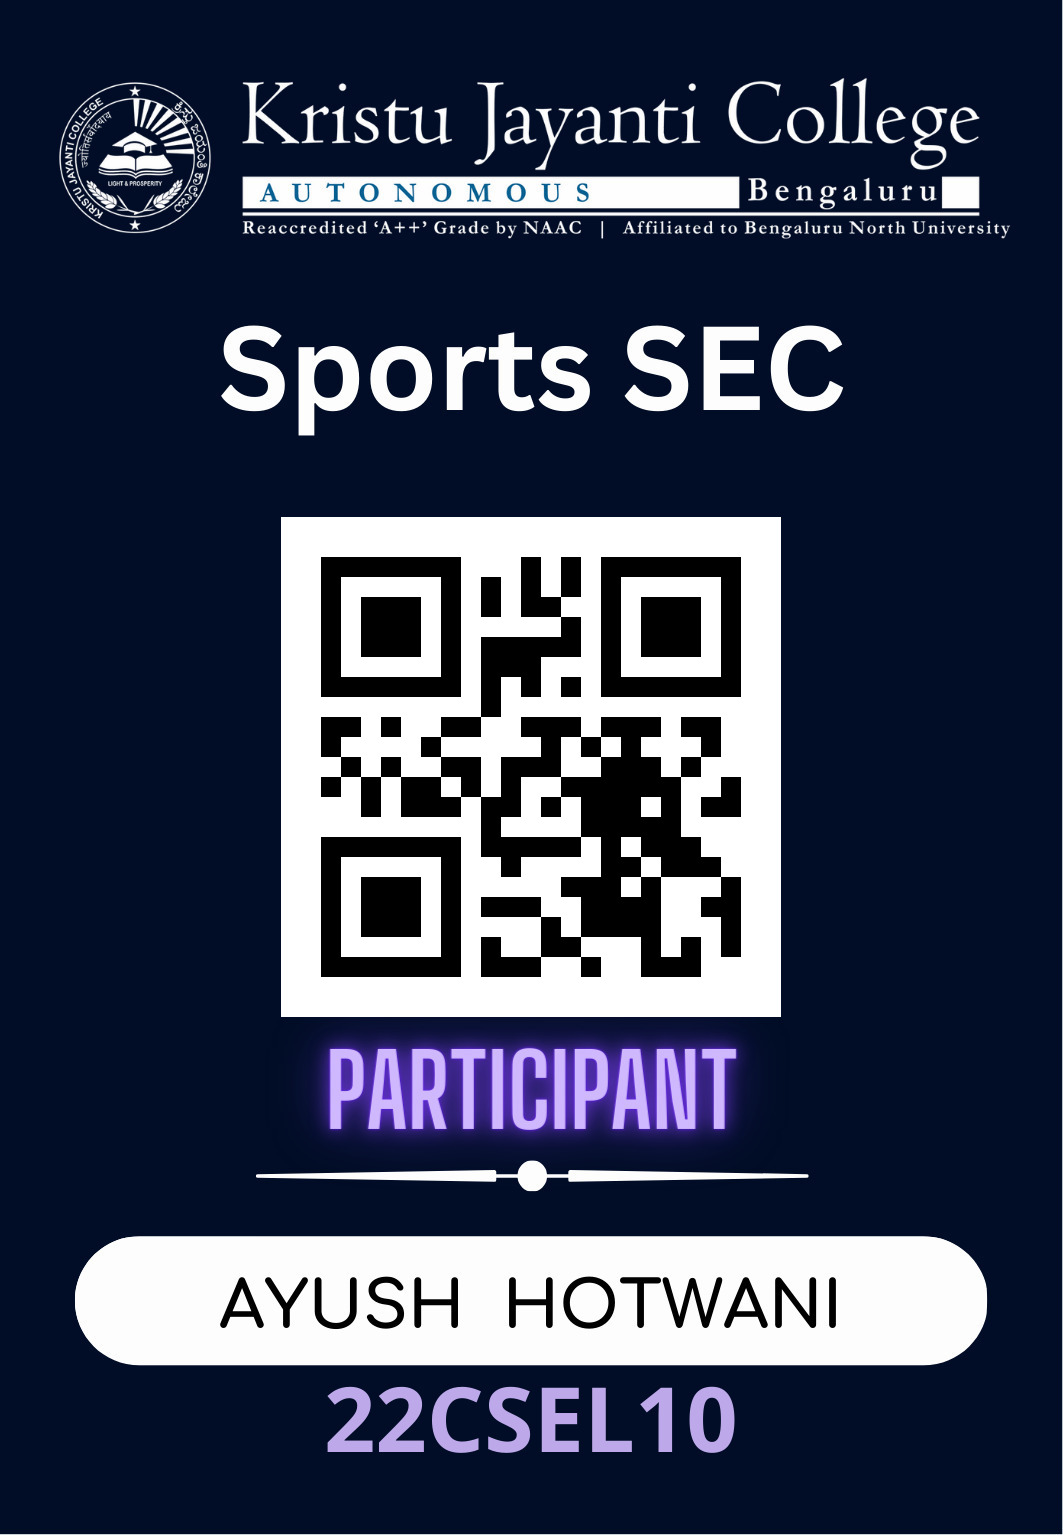 Kristu Jayanti College
AUTONOMOUS Bengaluru
Reaccredited ‘A++’ Grade by NAAC | Affiliated to Bengaluru North University
KRISTU JAYANTI COLLEGE
ಕ್ರಿಸ್ತು ಜಯಂತಿ ಕಾಲೇಜು
LIGHT & PROSPERITY
Sports SEC
PARTICIPANT
AYUSH HOTWANI
22CSEL10